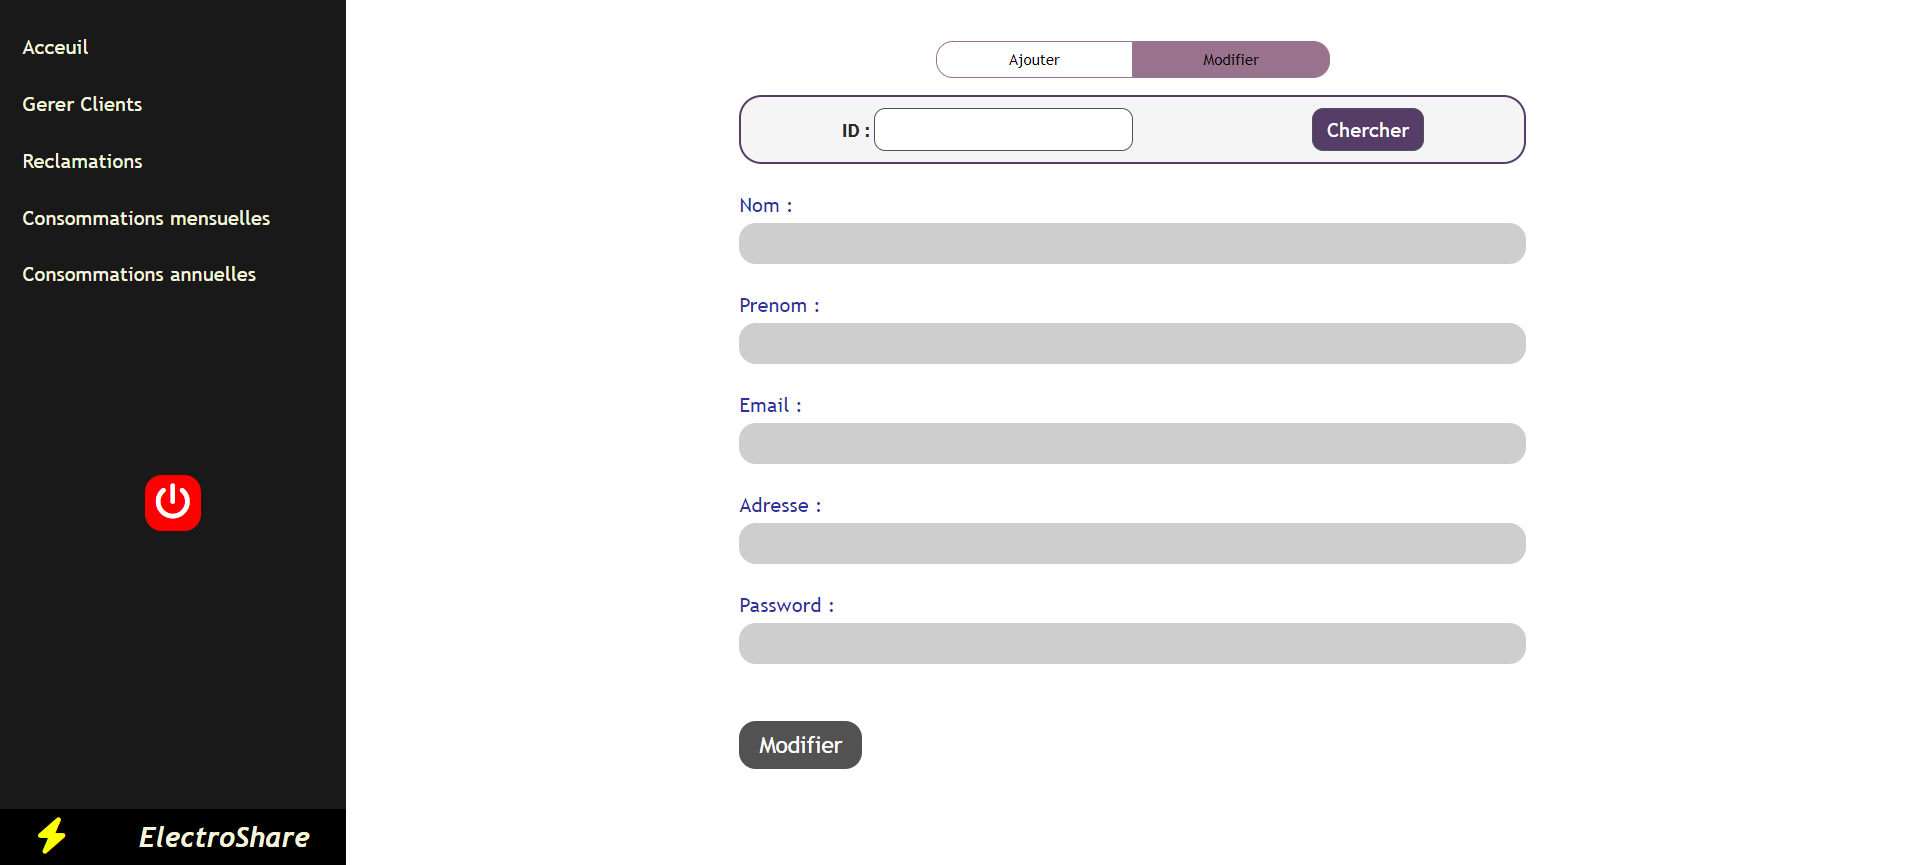 Acceuil
Gerer Clients
Reclamations
Consommations mensuelles
Consommations annuelles
ElectroShare
Ajouter
Modifier
ID :
Chercher
Nom :
Prenom :
Email :
Adresse :
Password :
Modifier